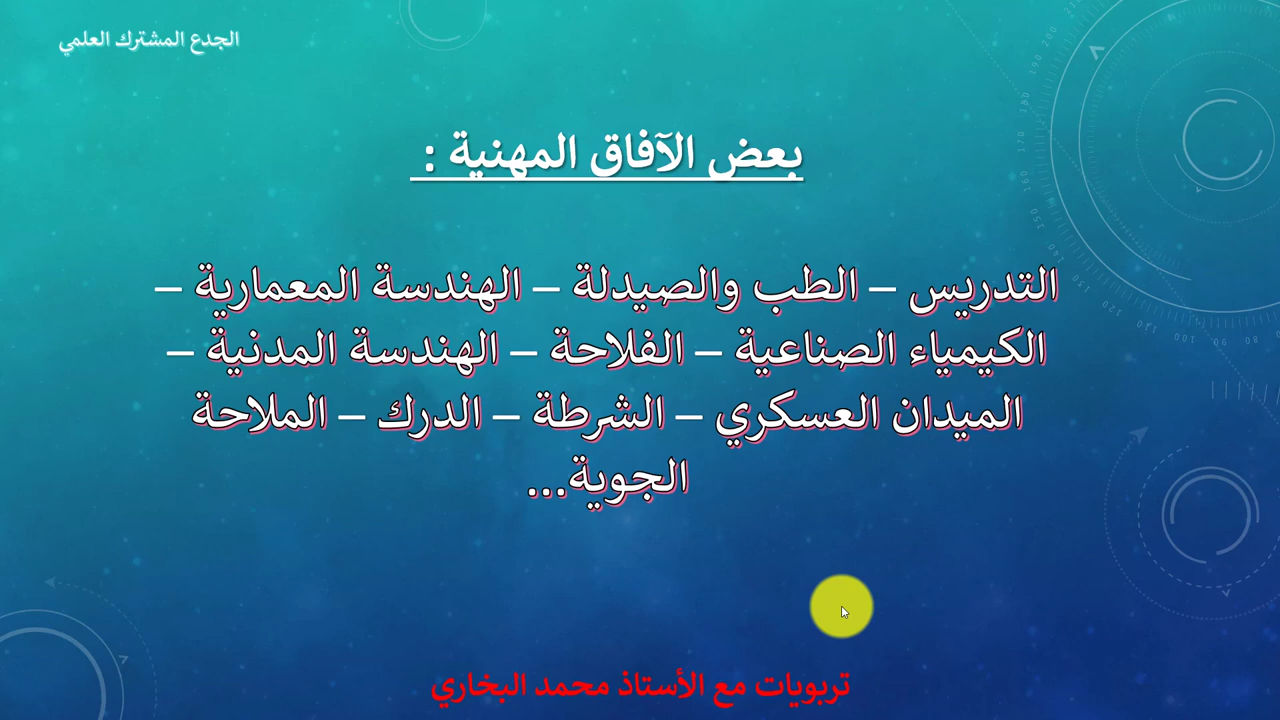 الجدع المشترك العلمي
بعض الآفاق المهنية :
التدريس – الطب والصيدلة – الهندسة المعمارية –
الكيمياء الصناعية – الفلاحة – الهندسة المدنية –
الميدان العسكري – الشرطة – الدرك – الملاحة
الجوية...
تربويات مع الأستاذ محمد البخاري